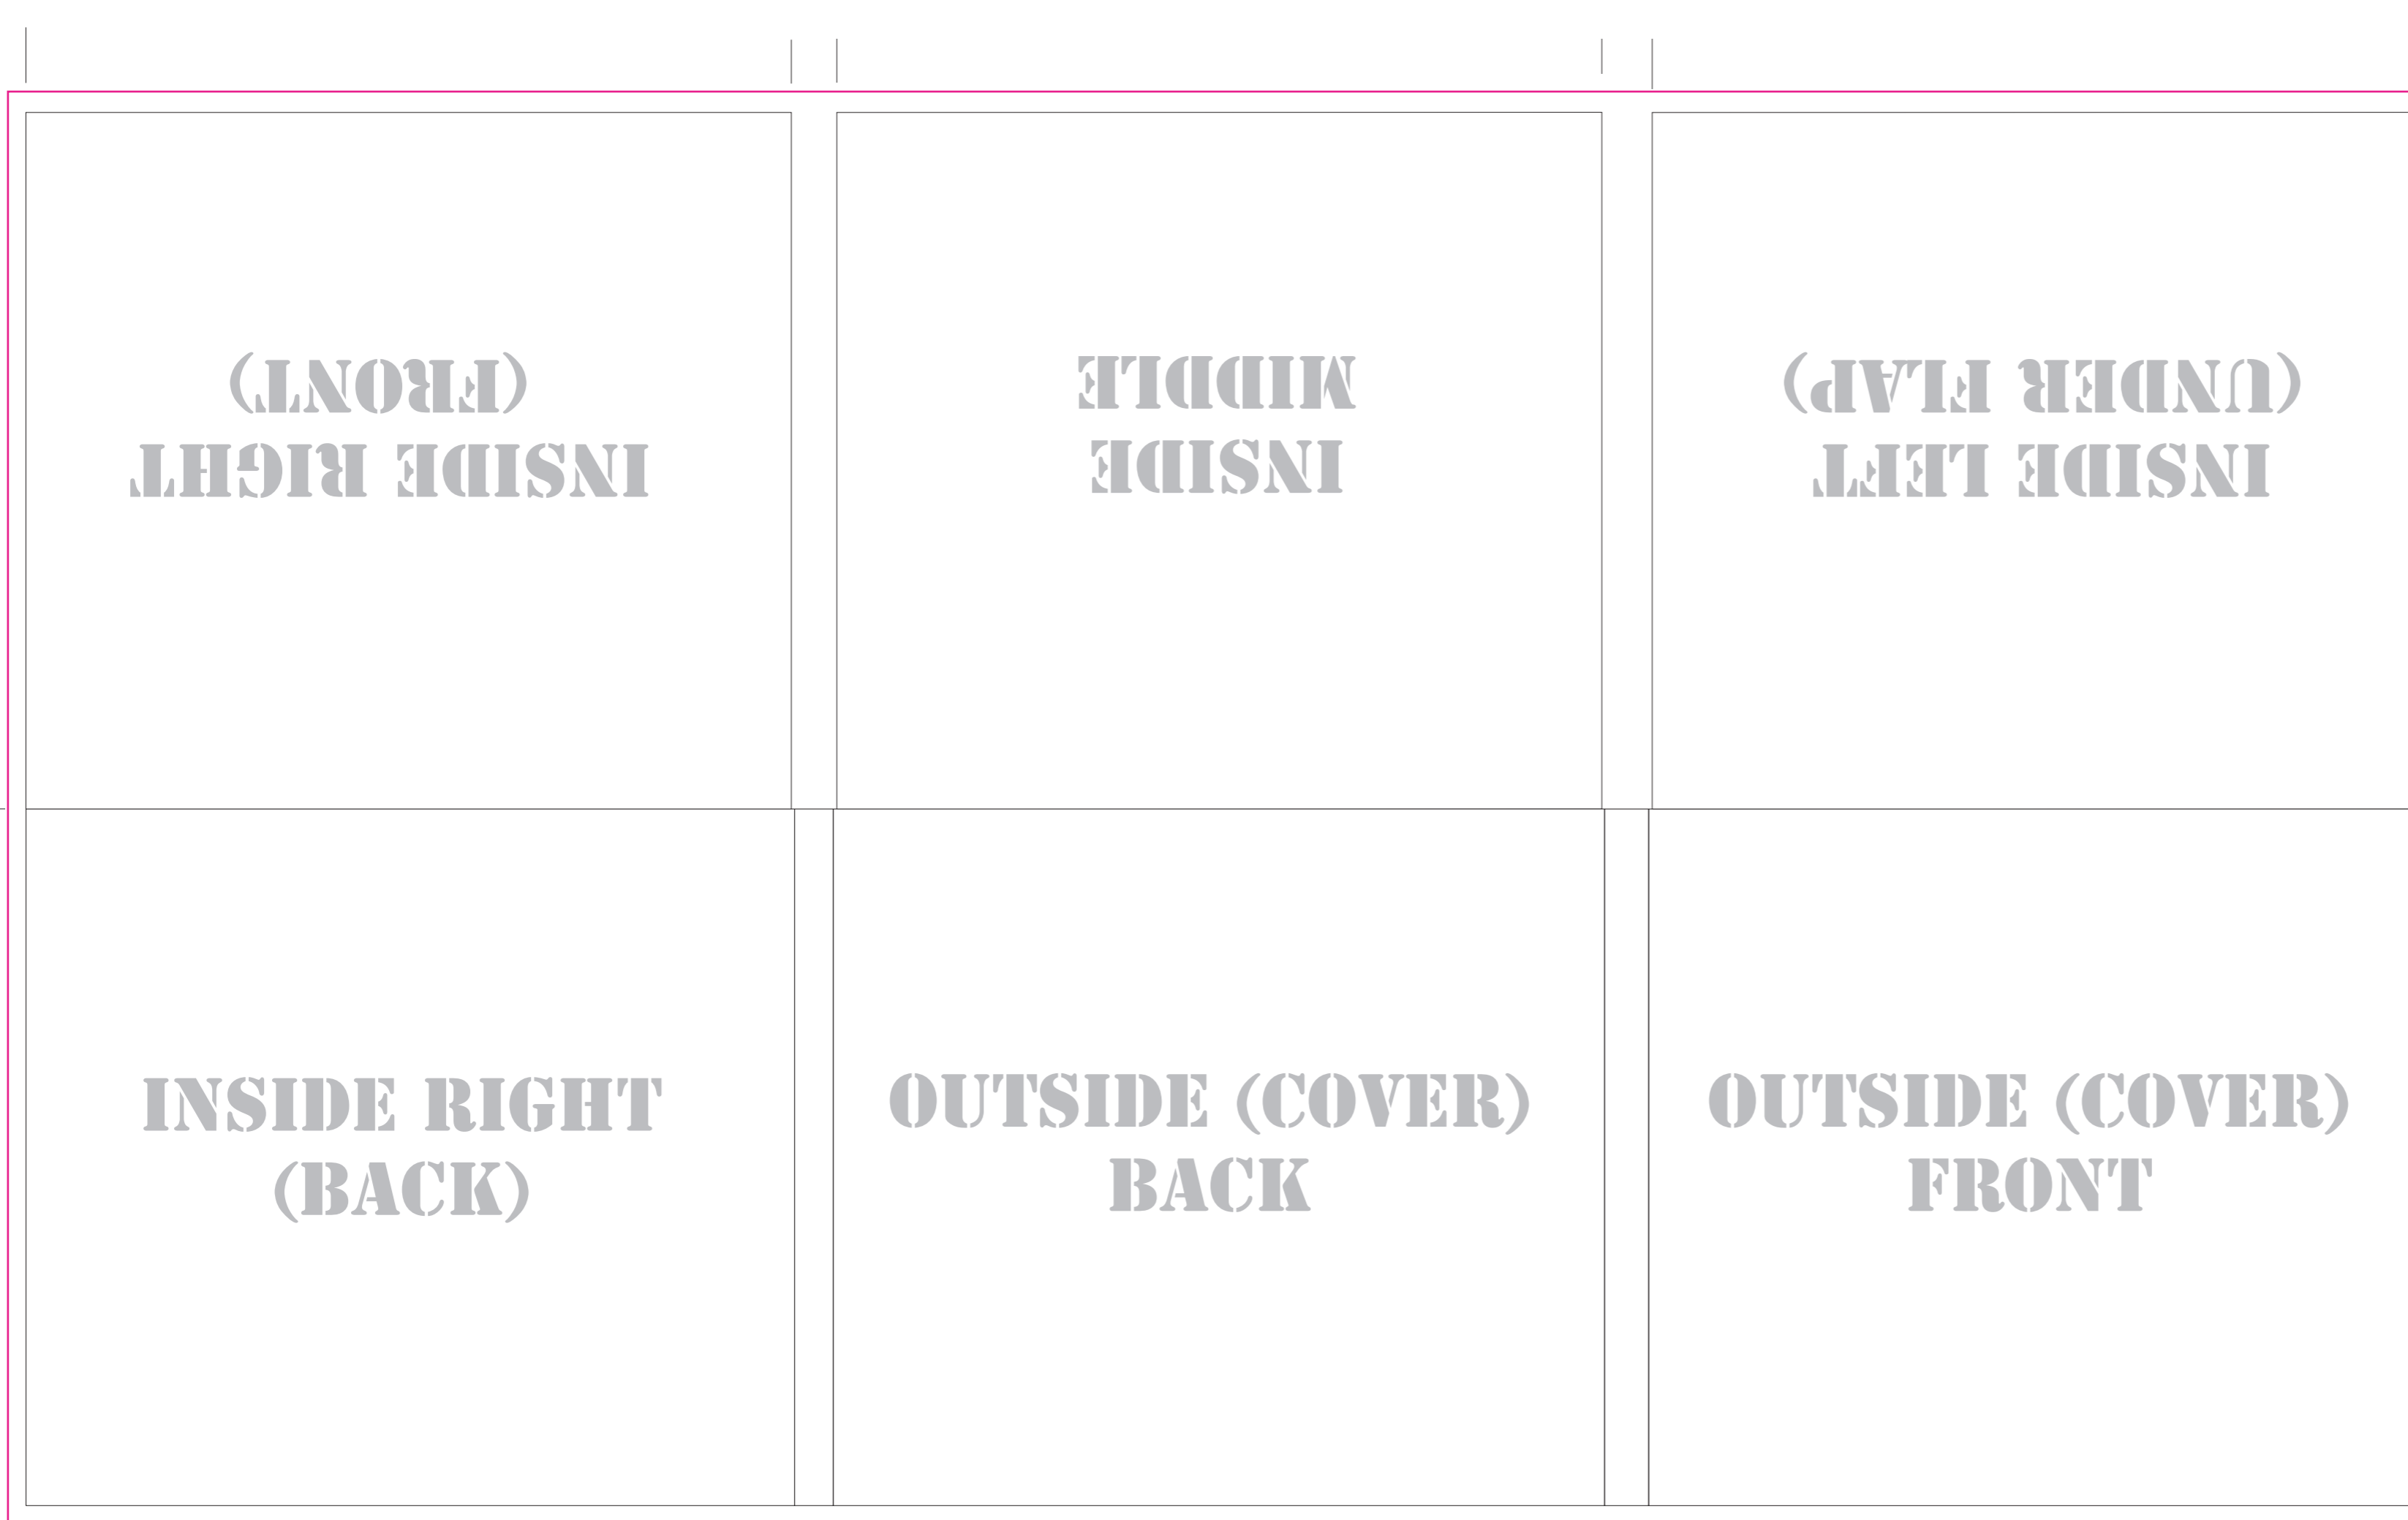 INSIDE RIGHT
(FRONT)
INSIDE
MIDDLE
INSIDE LEFT
(UNDER FLAP)
INSIDE RIGHT
(BACK)
OUTSIDE (COVER)
BACK
OUTSIDE (COVER)
FRONT